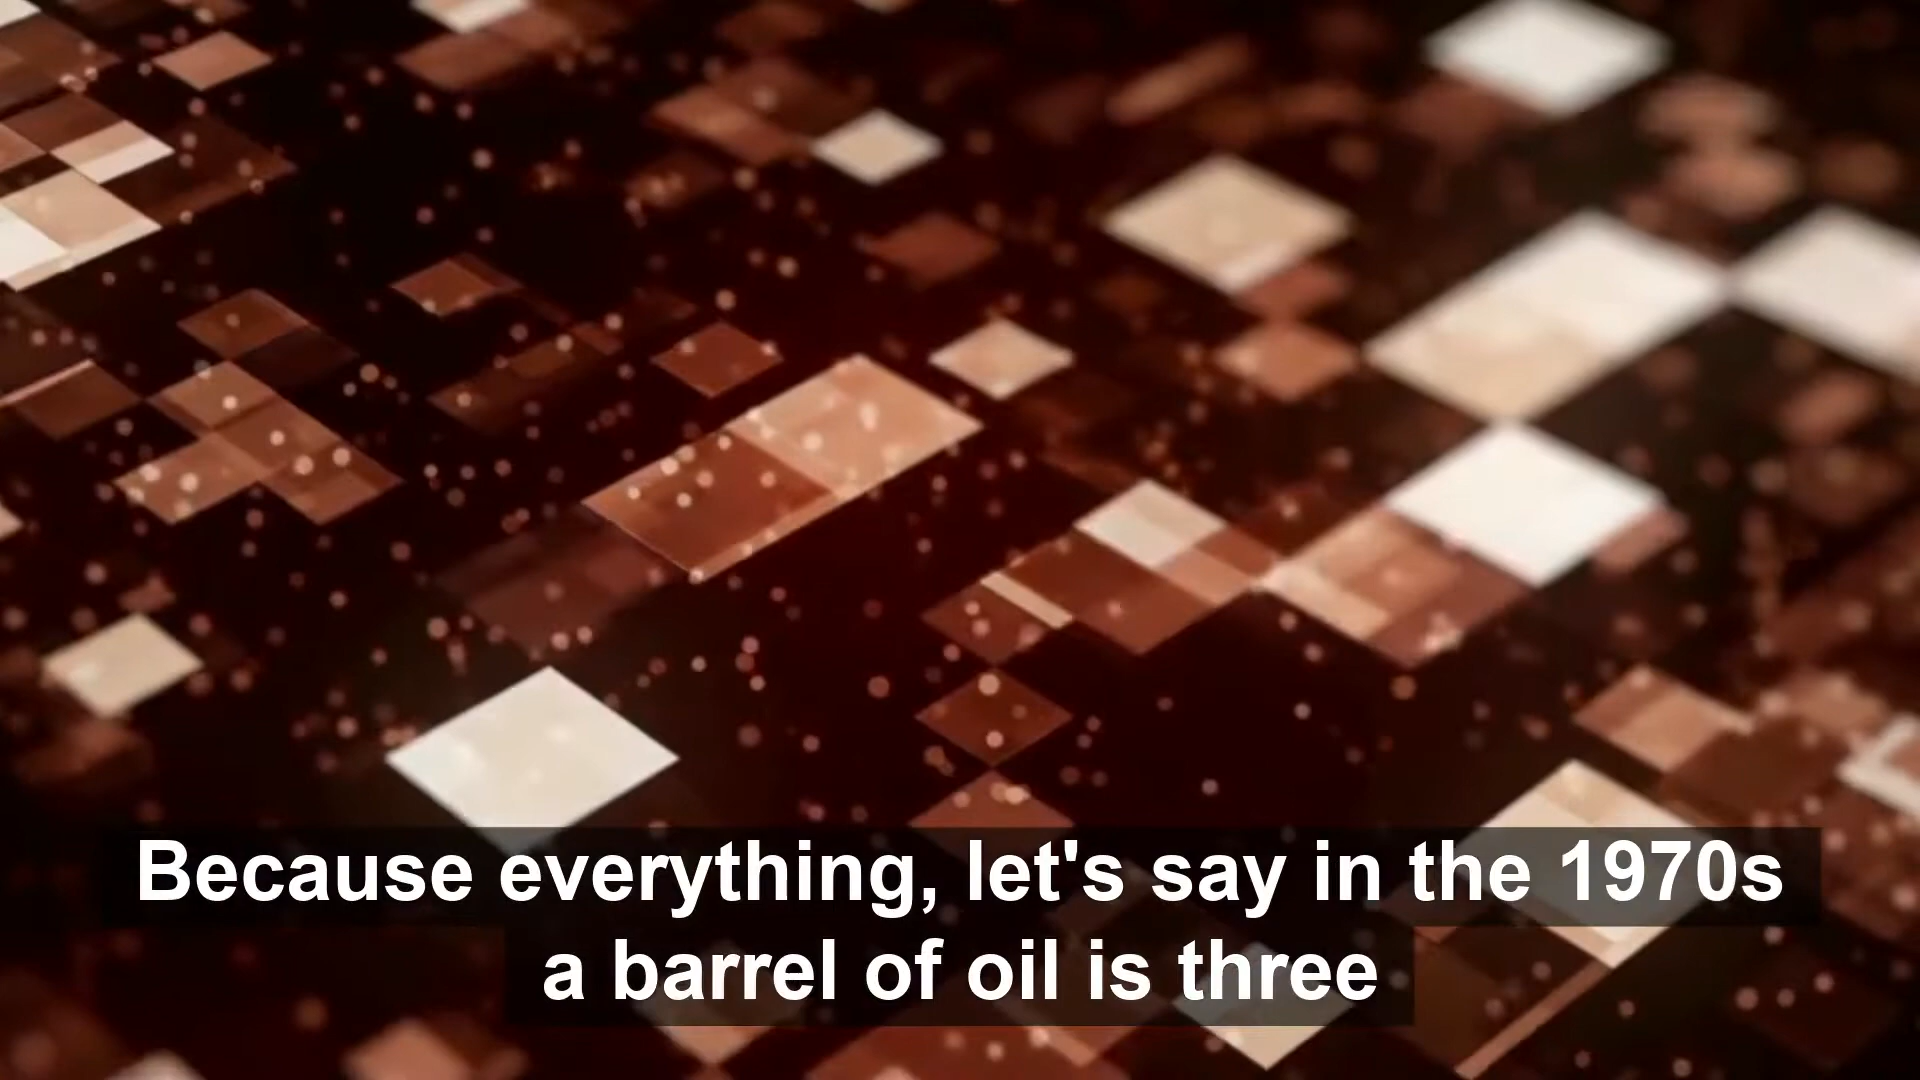 Because everything, let's say in the 1970s
a barrel of oil is three